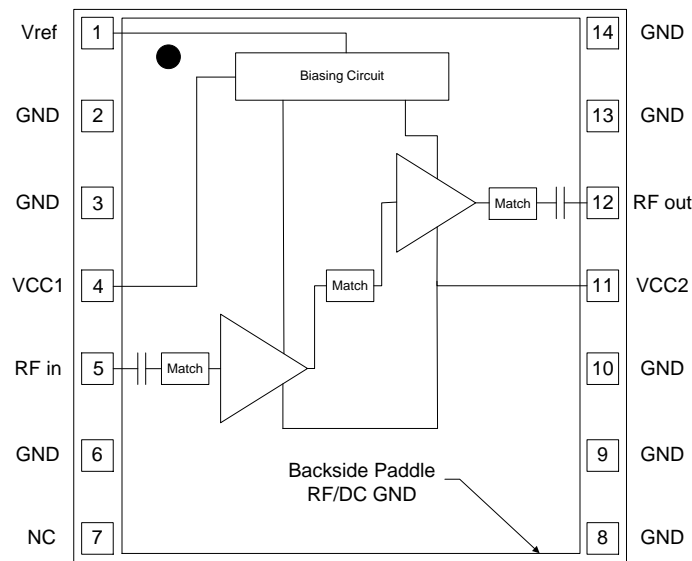 Vref 1 14 GND
Biasing Circuit
GND 2 13 GND
GND 3 Match 12 RF out
VCC1 4 Match 11 VCC2
RF in 5 Match 10 GND
GND 6 9 GND
Backside Paddle
RF/DC GND
NC 7 8 GND